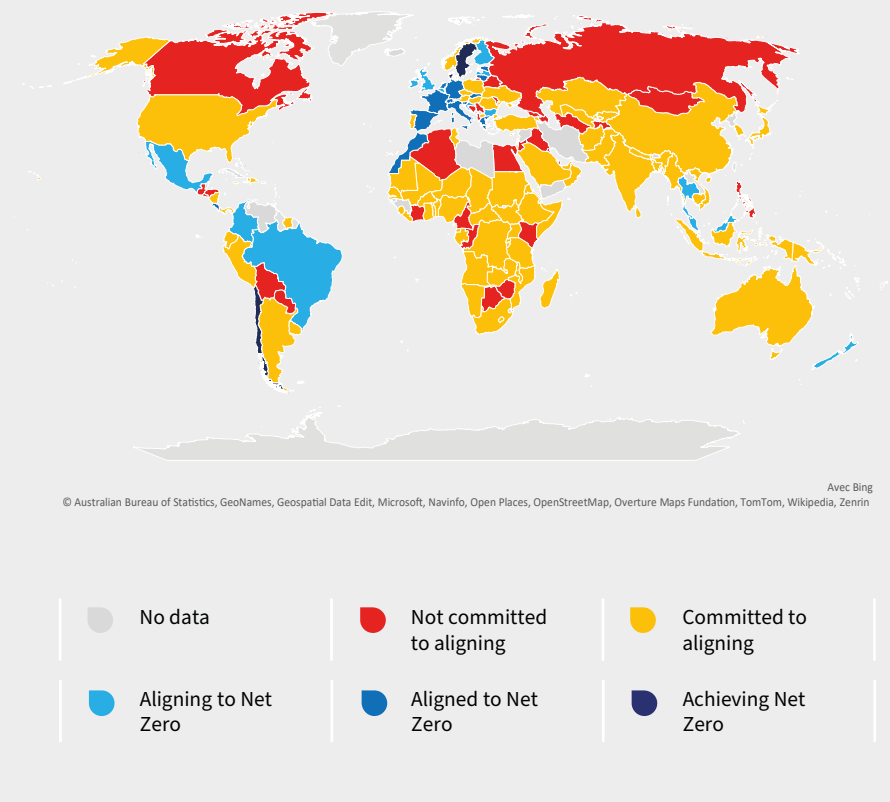 Avec Bing
© Australian Bureau of Statistics, GeoNames, Geospatial Data Edit, Microsoft, Navinfo, Open Places, OpenStreetMap, Overture Maps Fundation, TomTom, Wikipedia, Zenrin
No data
Not committed
to aligning
Committed to
aligning
Aligning to Net
Zero
Aligned to Net
Zero
Achieving Net
Zero